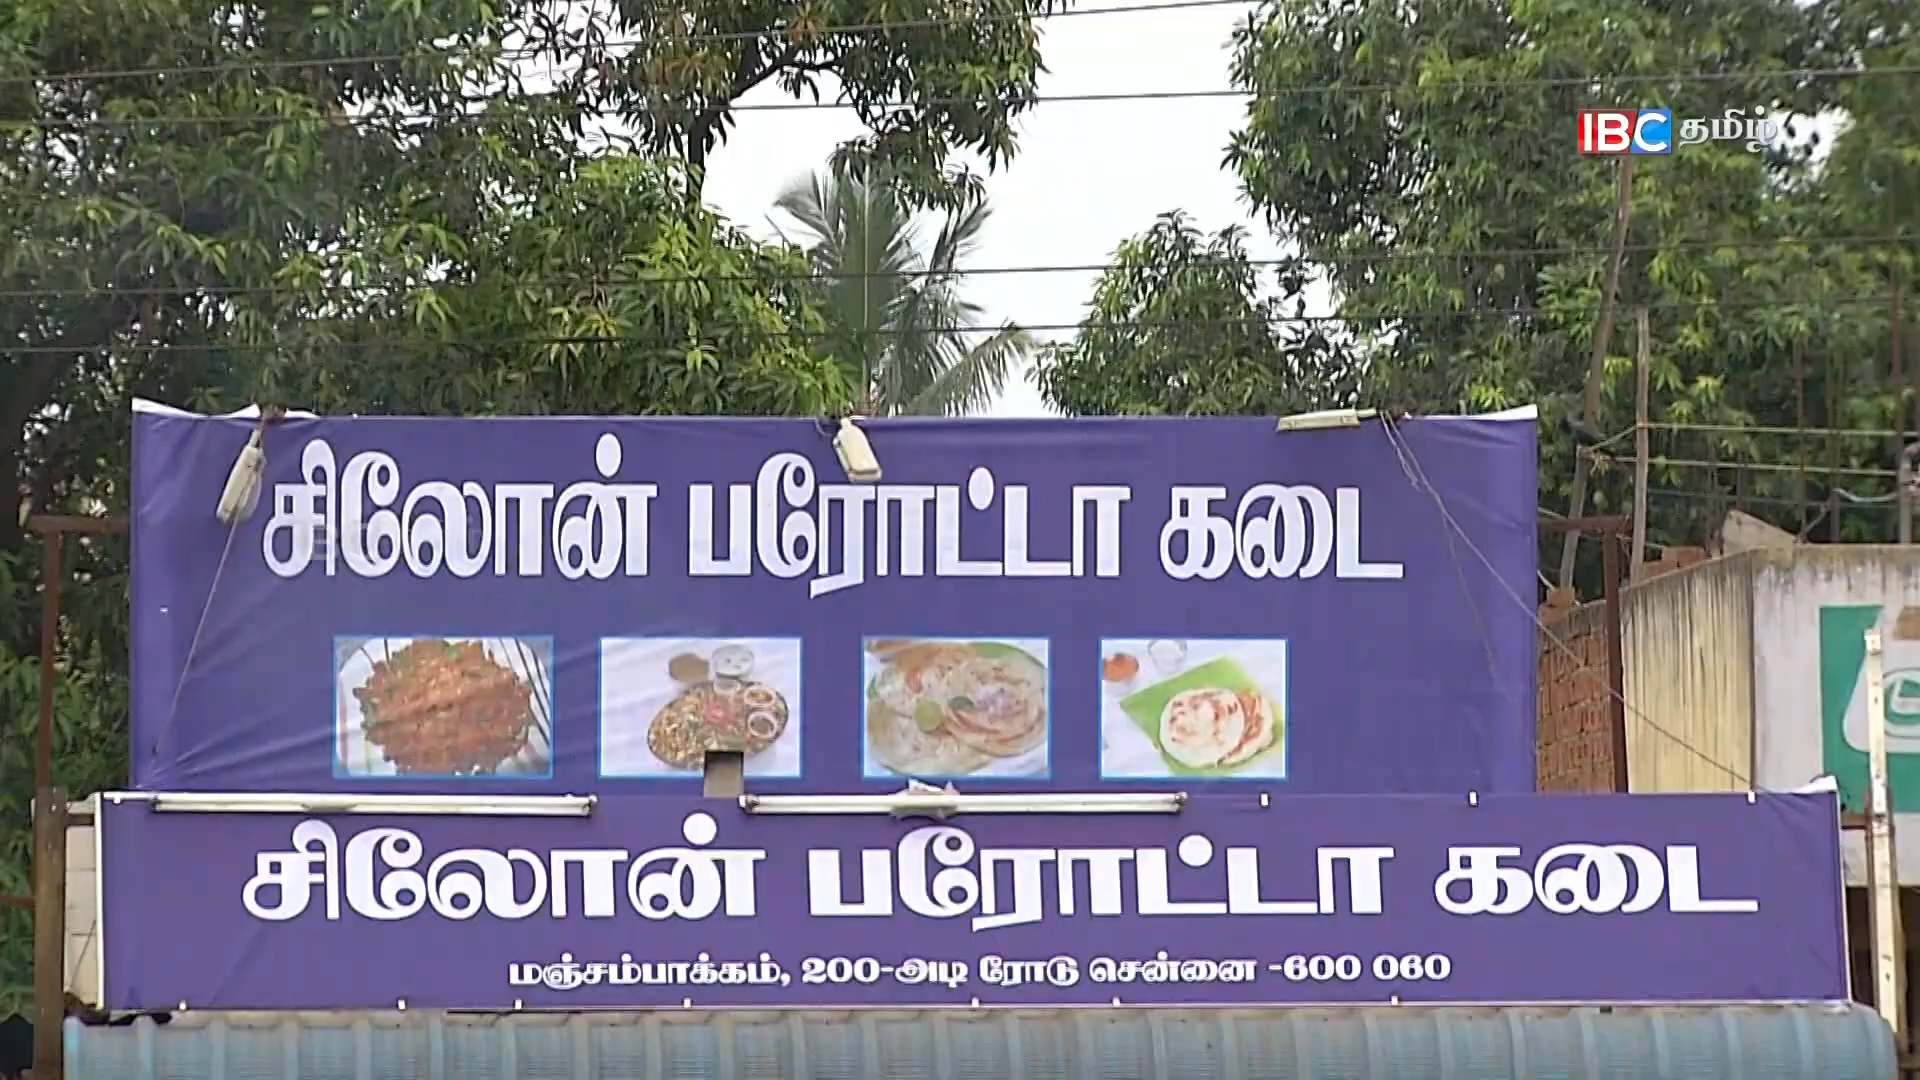 IBC தமிழ்
சிலோன் பரோட்டா கடை
சிலோன் பரோட்டா கடை
மஞ்சம்பாக்கம், 200-அடி ரோடு சென்னை -600 060